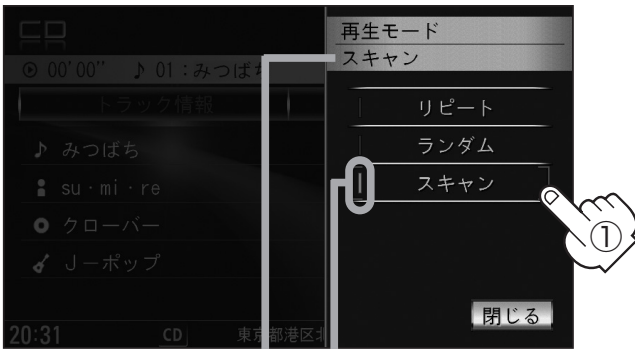 CD
00'00" ♪ 01：みつばち
トラック情報
♪ みつばち
su・mi・re
クローバー
Ｊ－ポップ
20:31 CD 東京都港区
再生モード
スキャン
リピート
ランダム
スキャン
①
閉じる